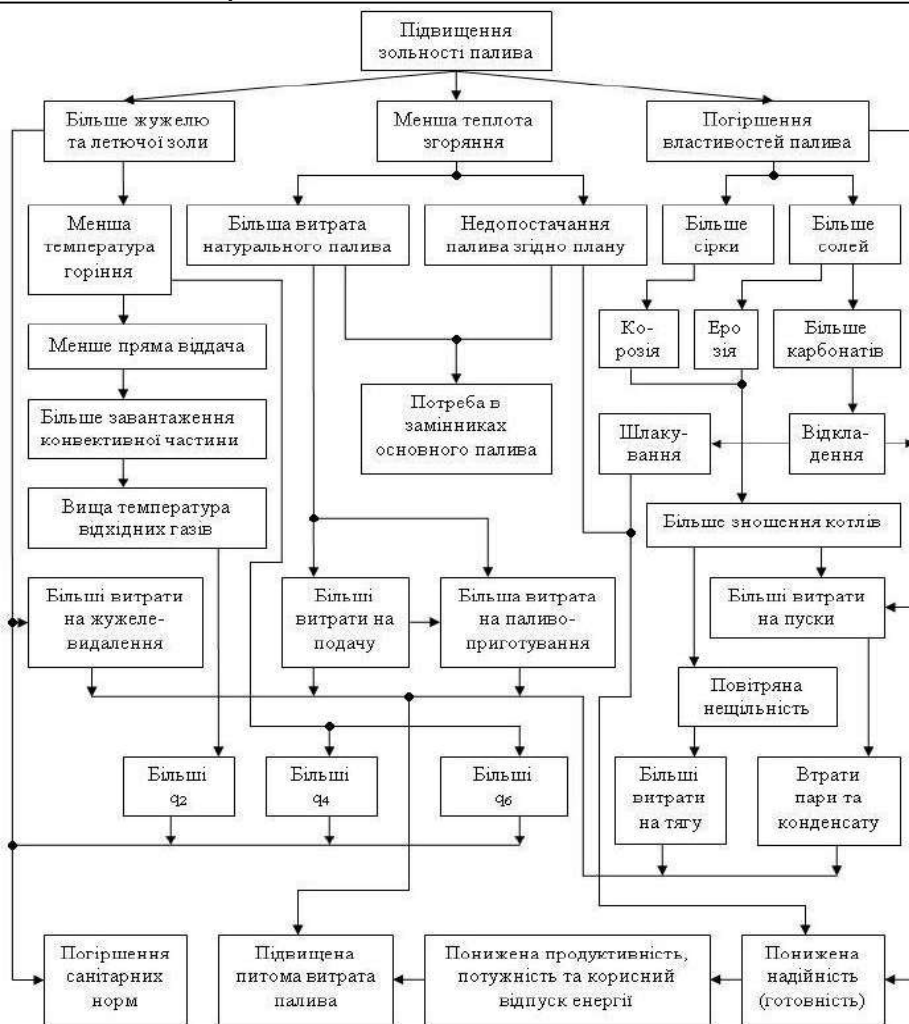 Підвищення
зольності палива
Більше жужелю
та летючої золи
Менша теплота
згоряння
Погіршення
властивостей палива
Менша
температура
горіння
Більша витрата
натурального палива
Недопостачання
палива згідно плану
Більше
сірки
Більше
солей
Ко-
розія
Еро
зія
Більше
карбонатів
Менше пряма віддача
Більше завантаження
конвективної частини
Потреба в
замінниках
основного палива
Шлаку-
вання
Відкла-
дення
Вища температура
відхідних газів
Більше зношення котлів
Більші витрати
на жужеле-
видалення
Більші
витрати на
подачу
Більша витрата
на паливо-
приготування
Більші витрати
на пуски
Повітряна
нещільність
Більші
q2
Більші
q4
Більші
q6
Більші
витрати
на тягу
Втрати
пари та
конденсату
Погіршення
санітарних
норм
Підвищена
питома витрата
палива
Понижена продуктивність,
потужність та корисний
відпуск енергії
Понижена
надійність
(готовність)